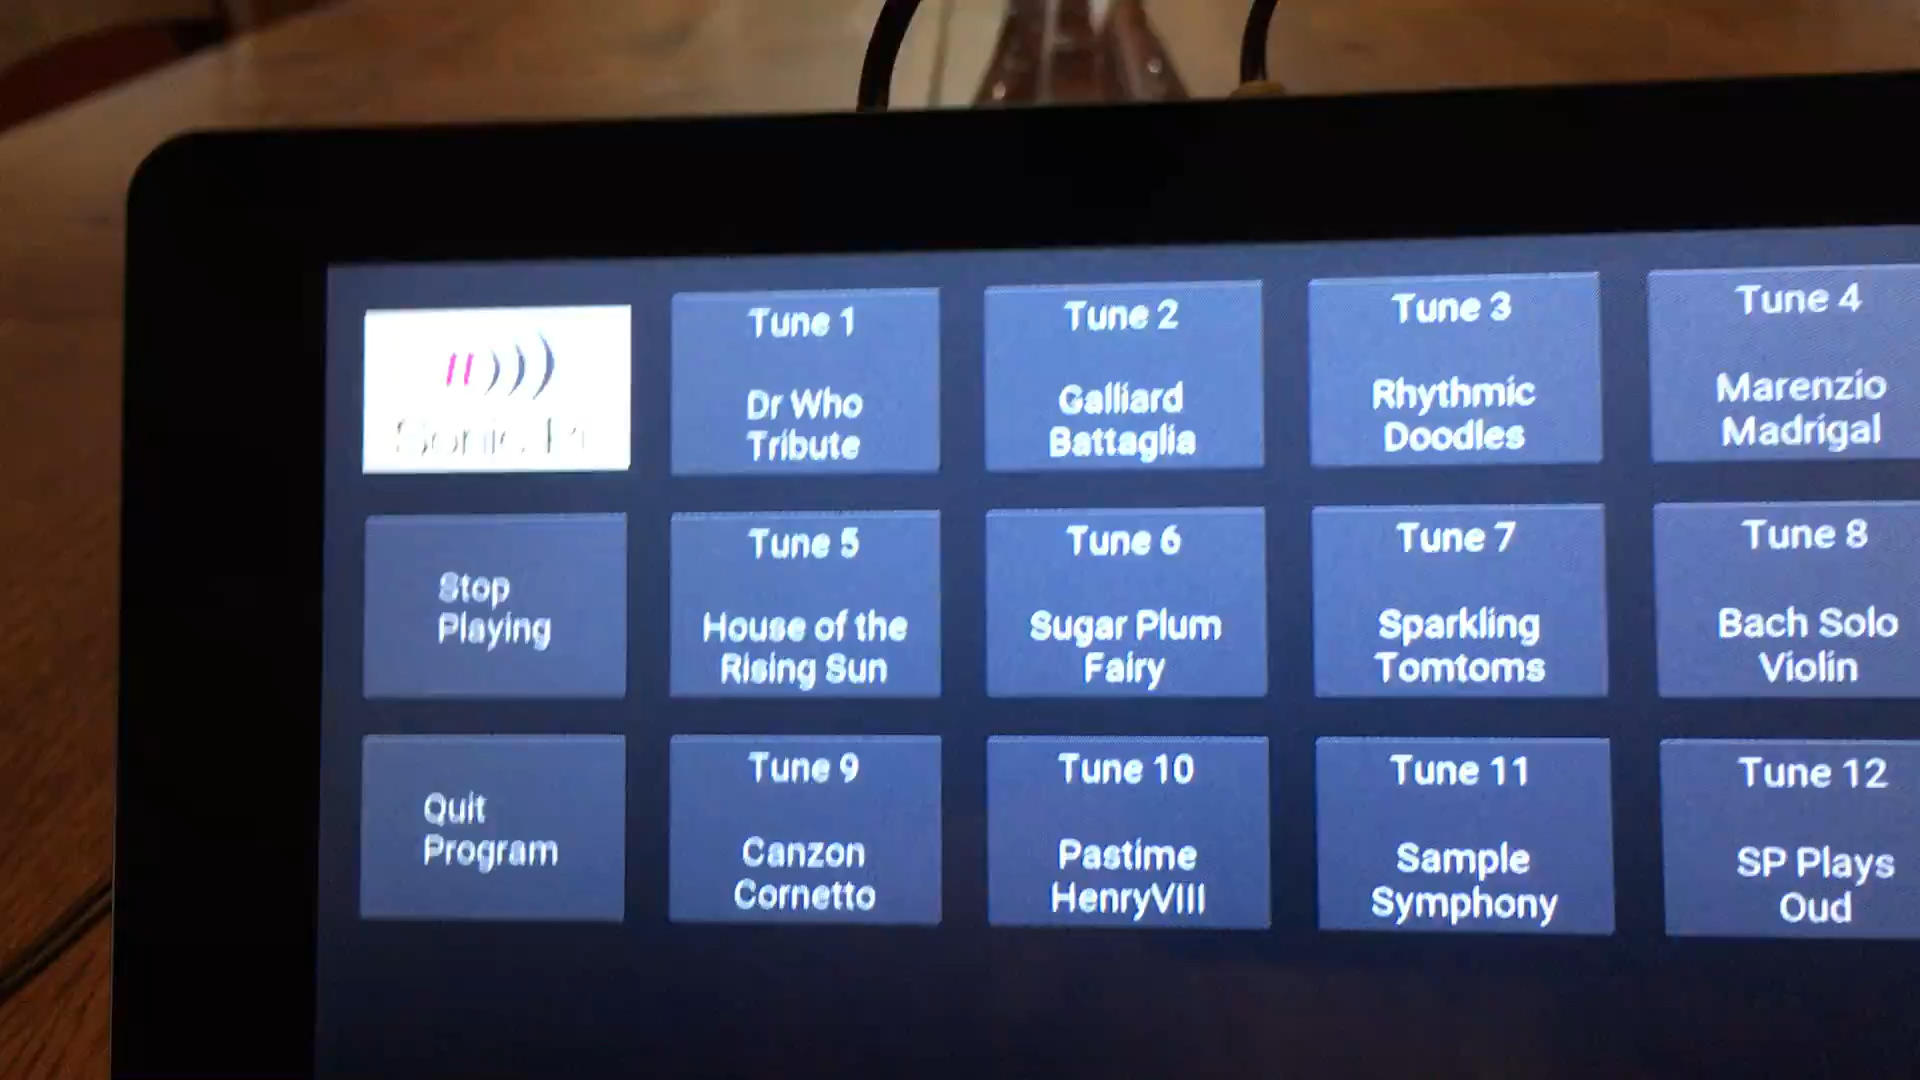 Sonic Pi
Tune 1
Dr Who
Tribute
Tune 2
Galliard
Battaglia
Tune 3
Rhythmic
Doodles
Tune 4
Marenzio
Madrigal
Stop
Playing
Tune 5
House of the
Rising Sun
Tune 6
Sugar Plum
Fairy
Tune 7
Sparkling
Tomtoms
Tune 8
Bach Solo
Violin
Quit
Program
Tune 9
Canzon
Cornetto
Tune 10
Pastime
HenryVIII
Tune 11
Sample
Symphony
Tune 12
SP Plays
Oud